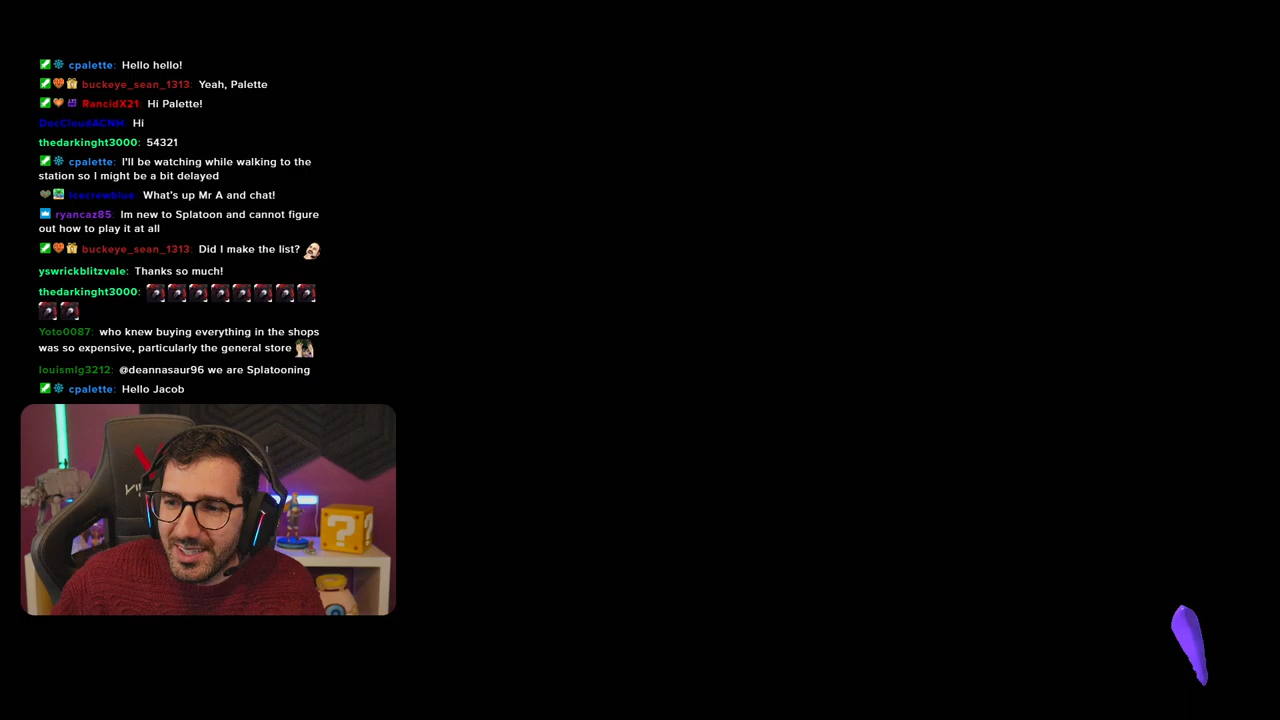 cpalette: Hello hello!
buckeye_sean_1313: Yeah, Palette
RancidX21: Hi Palette!
DocCloud4CNH: Hi
thedarkinght3000: 54321
cpalette: I'll be watching while walking to the
station so I might be a bit delayed
icecrewblue: What's up Mr A and chat!
ryancaz85: Im new to Splatoon and cannot figure
out how to play it at all
buckeye_sean_1313: Did I make the list?
yswrickblitzvale: Thanks so much!
thedarkinght3000:
Yoto0087: who knew buying everything in the shops
was so expensive, particularly the general store
louismlg3212: @deannasaur96 we are Splatooning
cpalette: Hello Jacob
?